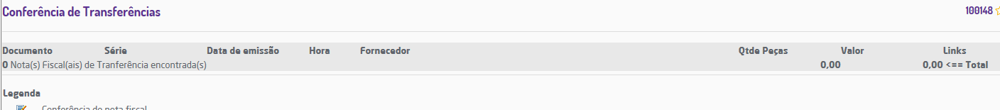 Conferência de Transferências 100148
Documento Série Data de emissão Hora Fornecedor Qtde Peças Valor Links
0 Nota(s) Fiscal(ais) de Tranferência encontrada(s) 0,00 0,00 <== Total
Legenda
Conferência de nota fiscal